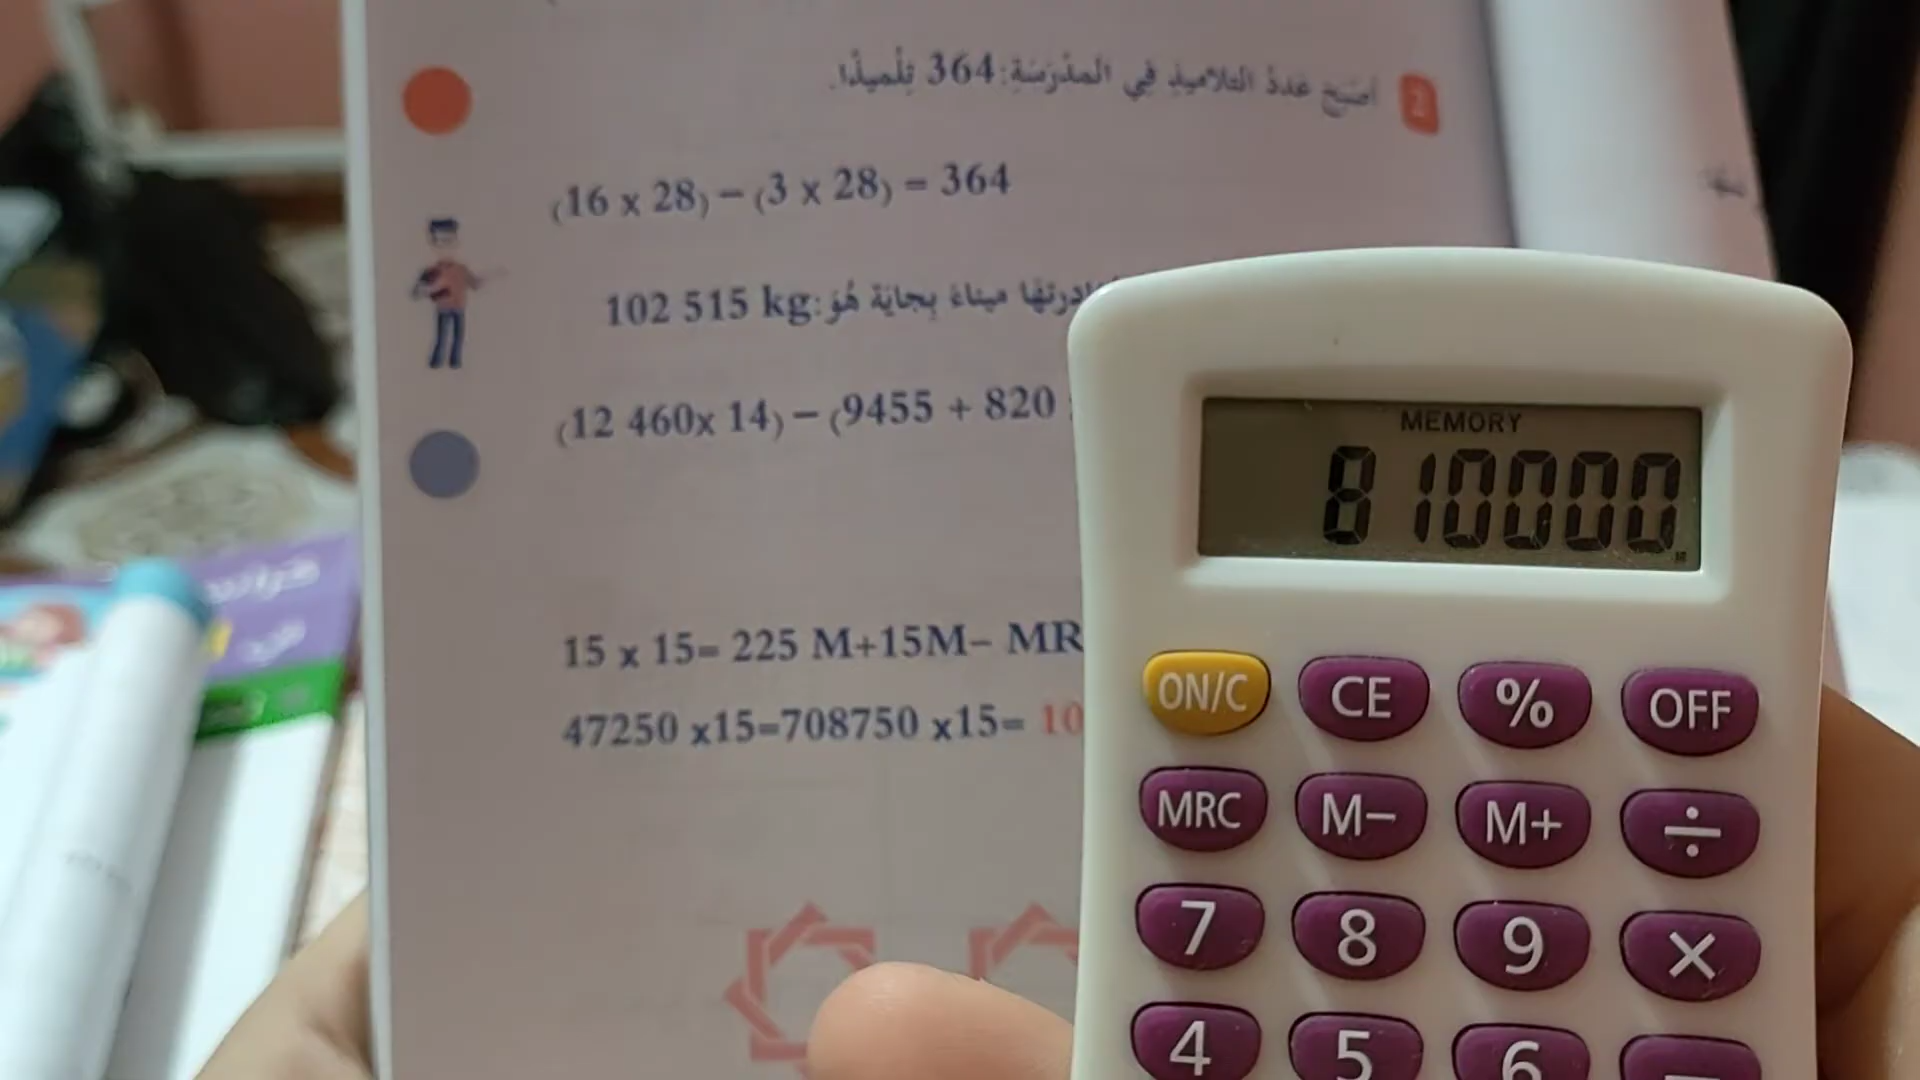 2 أصبح عدد التلاميذ في المدرسة: 364 تلميذًا.
(16 x 28) – (3 x 28) = 364
ميناء بجاية هو: 102 515 kg
(12 460x 14) – (9455 + 820
15 x 15= 225 M+15M– MR
47250 x15=708750 x15= 10
MEMORY
810000
ON/C CE % OFF
MRC M– M+ ÷
7 8 9 ×
4 5 6 –